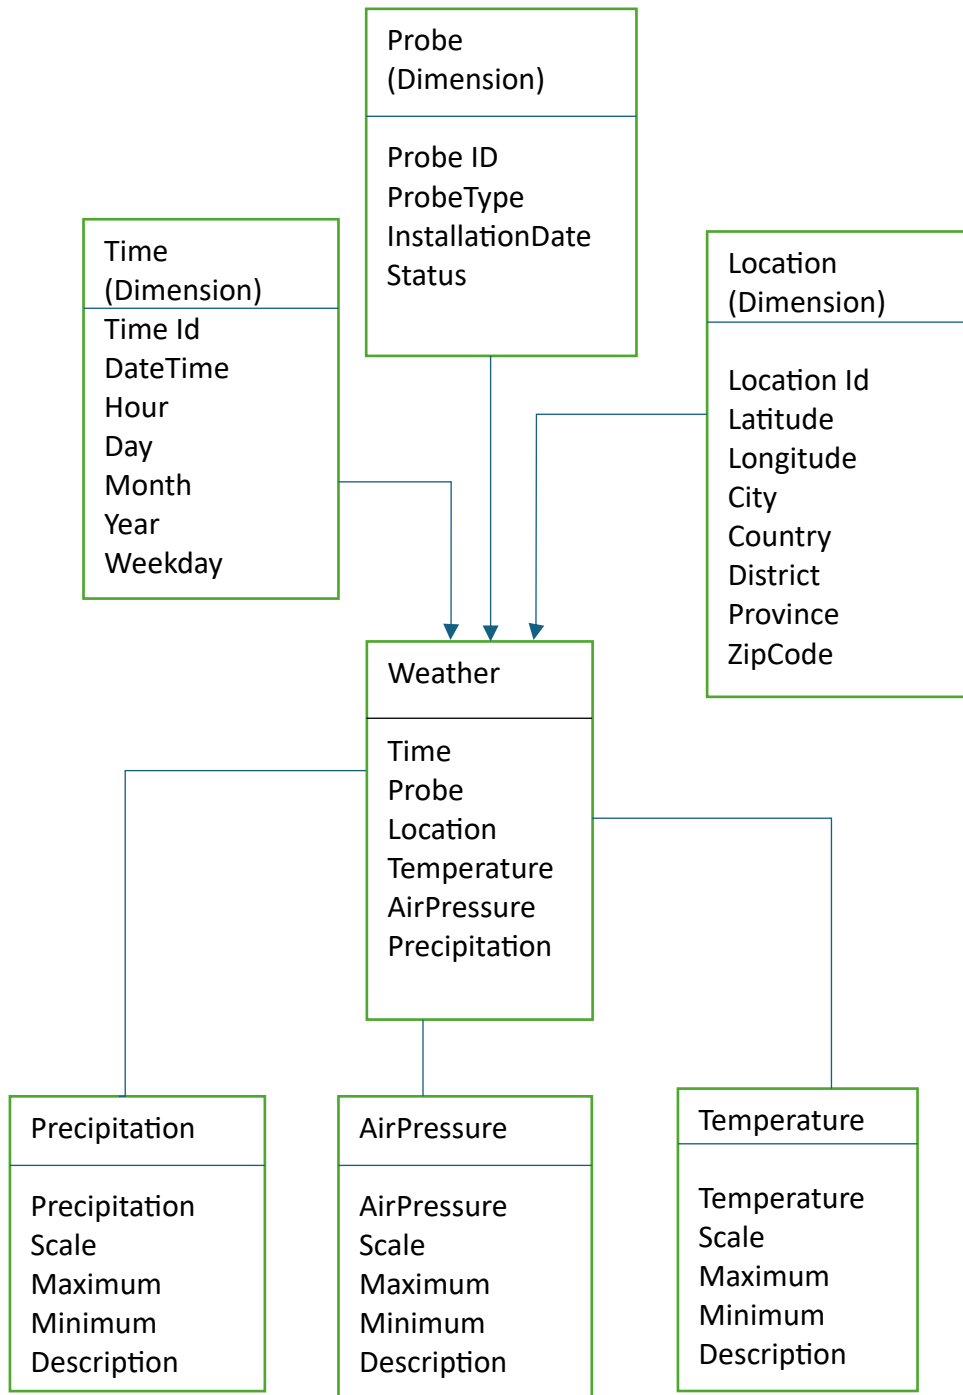 Probe
(Dimension)
Probe ID
ProbeType
InstallationDate
Status
Time
(Dimension)
Time Id
DateTime
Hour
Day
Month
Year
Weekday
Location
(Dimension)
Location Id
Latitude
Longitude
City
Country
District
Province
ZipCode
Weather
Time
Probe
Location
Temperature
AirPressure
Precipitation
Precipitation
Precipitation
Scale
Maximum
Minimum
Description
AirPressure
AirPressure
Scale
Maximum
Minimum
Description
Temperature
Temperature
Scale
Maximum
Minimum
Description